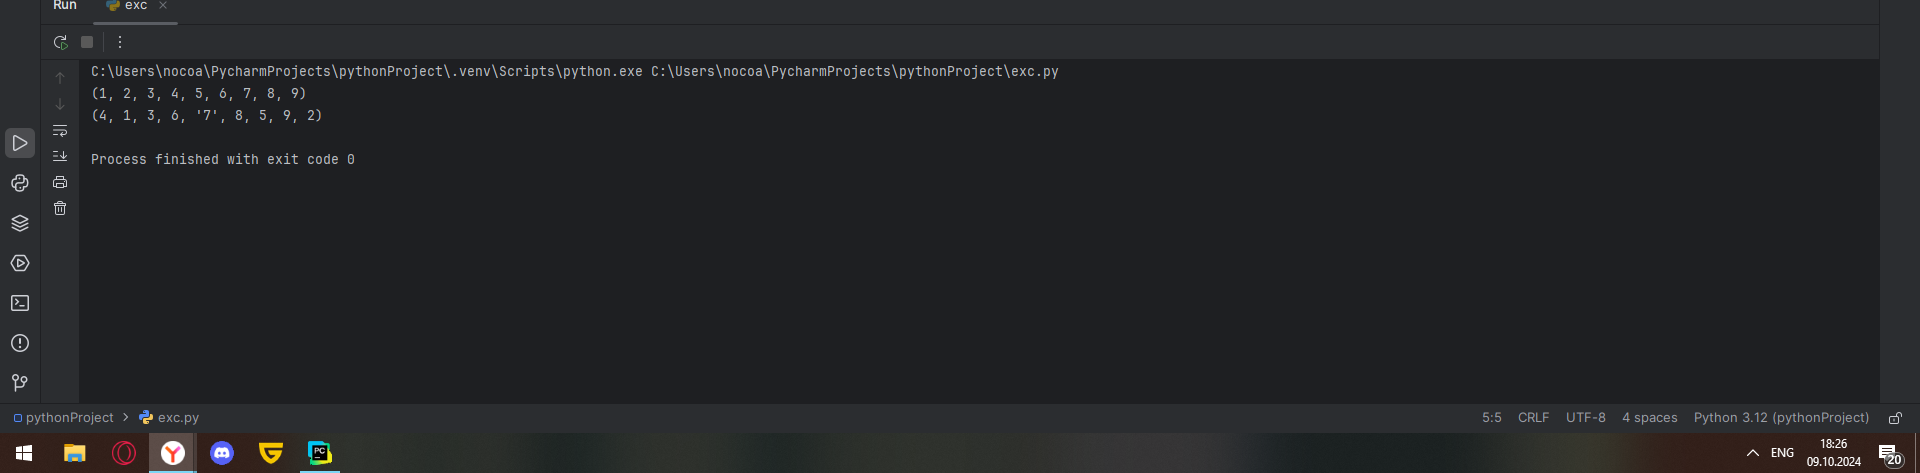 Run exc
C:\Users\nocoa\PycharmProjects\pythonProject\.venv\Scripts\python.exe C:\Users\nocoa\PycharmProjects\pythonProject\exc.py
(1, 2, 3, 4, 5, 6, 7, 8, 9)
(4, 1, 3, 6, '7', 8, 5, 9, 2)
Process finished with exit code 0
pythonProject > exc.py 5:5 CRLF UTF-8 4 spaces Python 3.12 (pythonProject)
PC ENG 18:26
09.10.2024 20